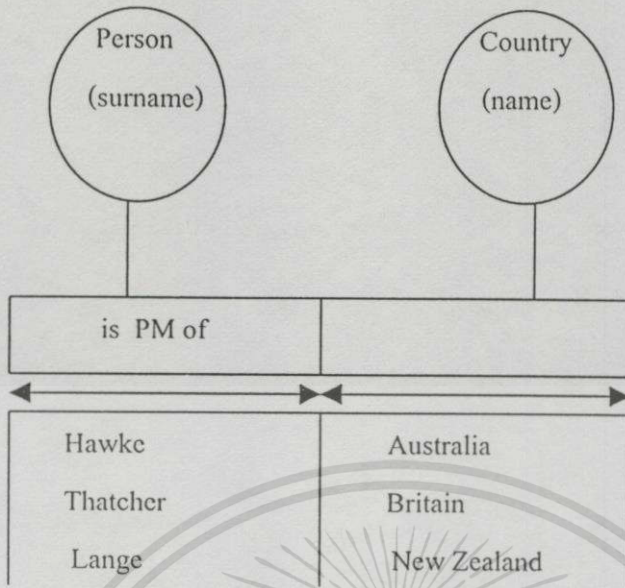 Person
(surname)
Country
(name)
is PM of
Hawke Australia
Thatcher Britain
Lange New Zealand